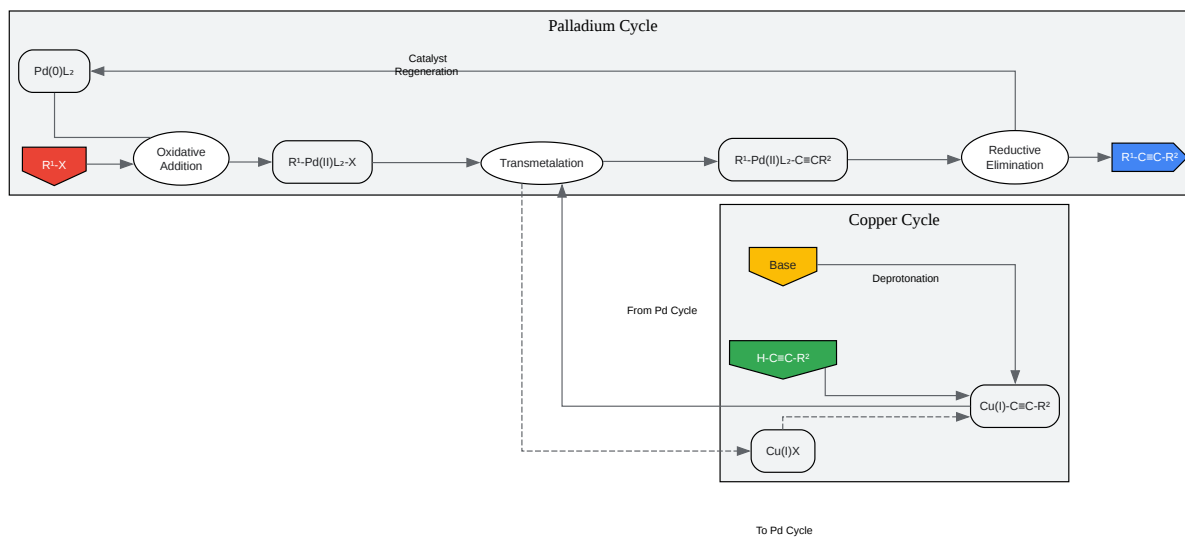 Palladium Cycle
Catalyst
Regeneration
Pd(0)L₂
R¹-X
Oxidative
Addition
R¹-Pd(II)L₂-X
Transmetalation
R¹-Pd(II)L₂-C≡CR²
Reductive
Elimination
R¹-C≡C-R²
Copper Cycle
Base
Deprotonation
From Pd Cycle
H-C≡C-R²
Cu(I)-C≡C-R²
Cu(I)X
To Pd Cycle